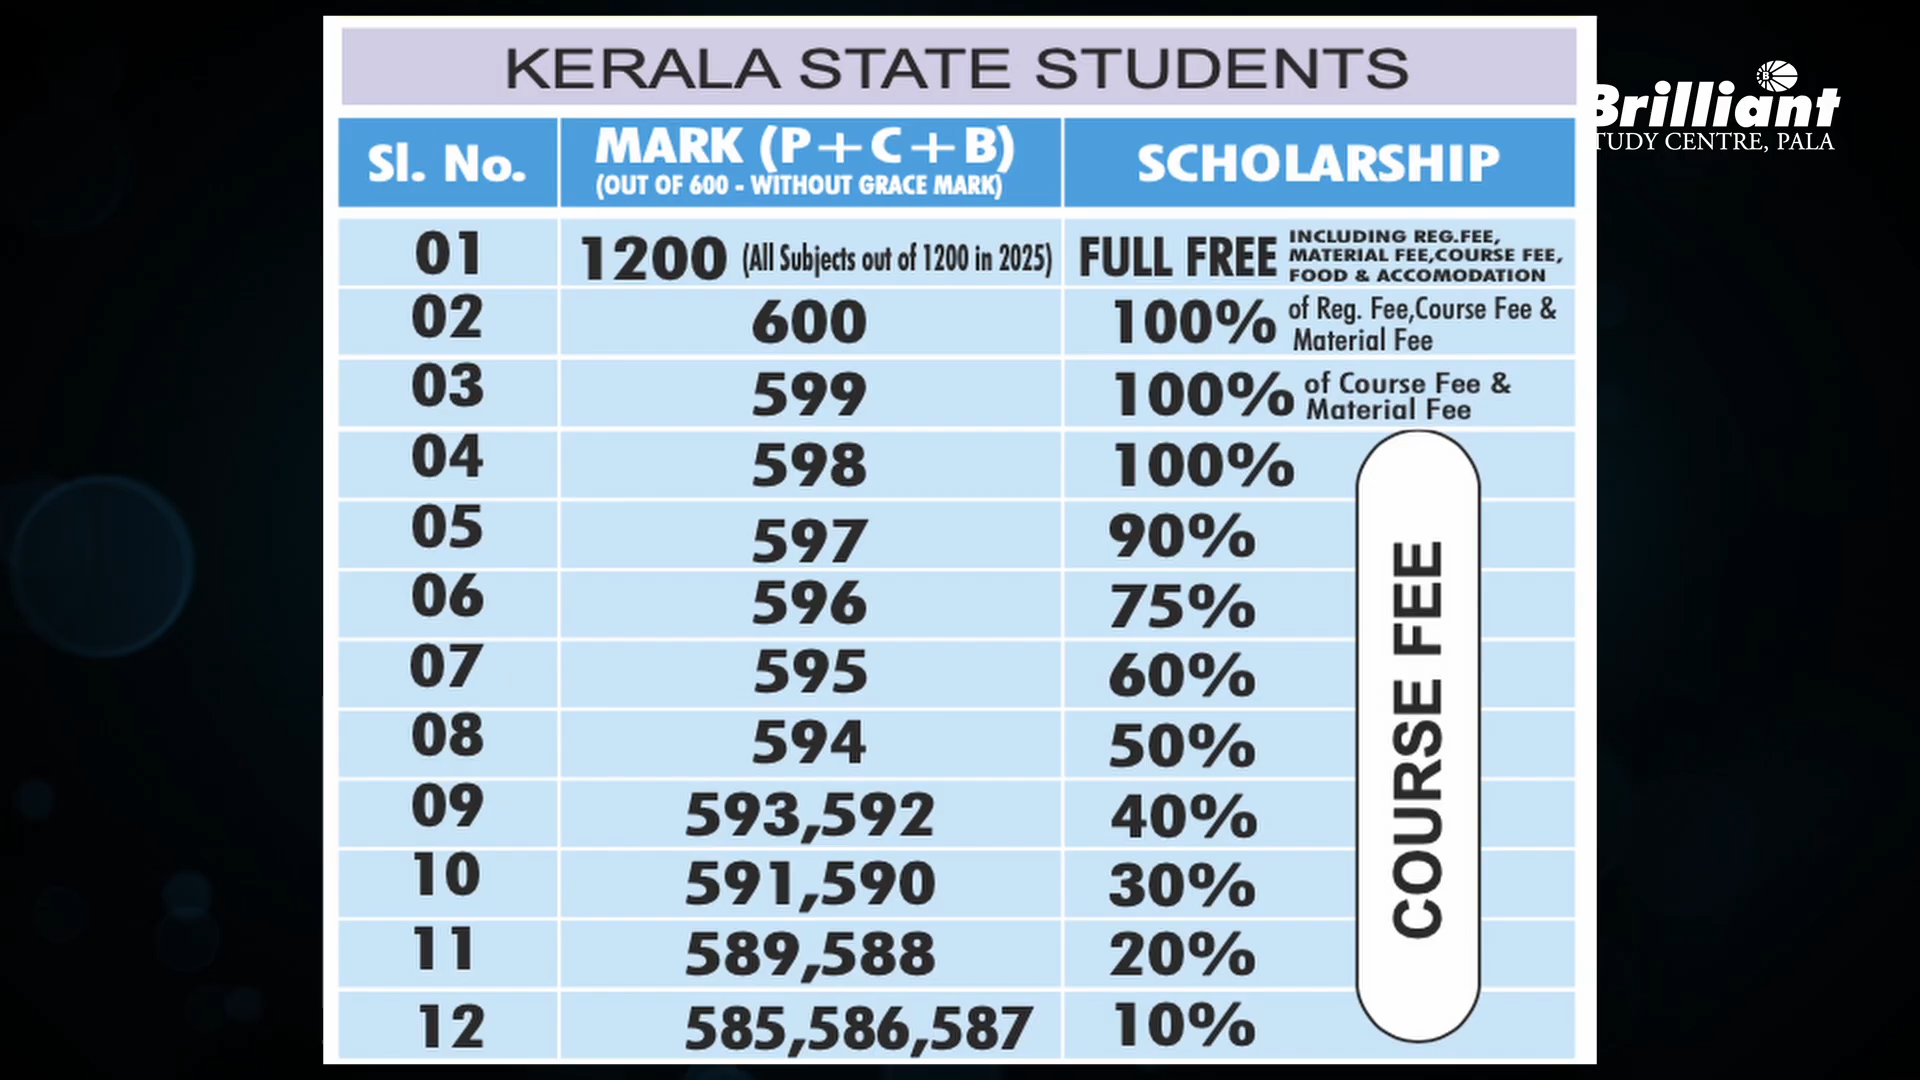 KERALA STATE STUDENTS
Brilliant
STUDY CENTRE, PALA
Sl. No. MARK (P+C+B) SCHOLARSHIP
(OUT OF 600 - WITHOUT GRACE MARK)
01 1200 (All Subjects out of 1200 in 2025) FULL FREE INCLUDING REG.FEE,
MATERIAL FEE,COURSE FEE,
FOOD & ACCOMODATION
02 600 100% of Reg. Fee,Course Fee &
Material Fee
03 599 100% of Course Fee &
Material Fee
04 598 100%
05 597 90%
06 596 75%
07 595 60%
08 594 50%
09 593,592 40%
10 591,590 30%
11 589,588 20%
12 585,586,587 10%
COURSE FEE